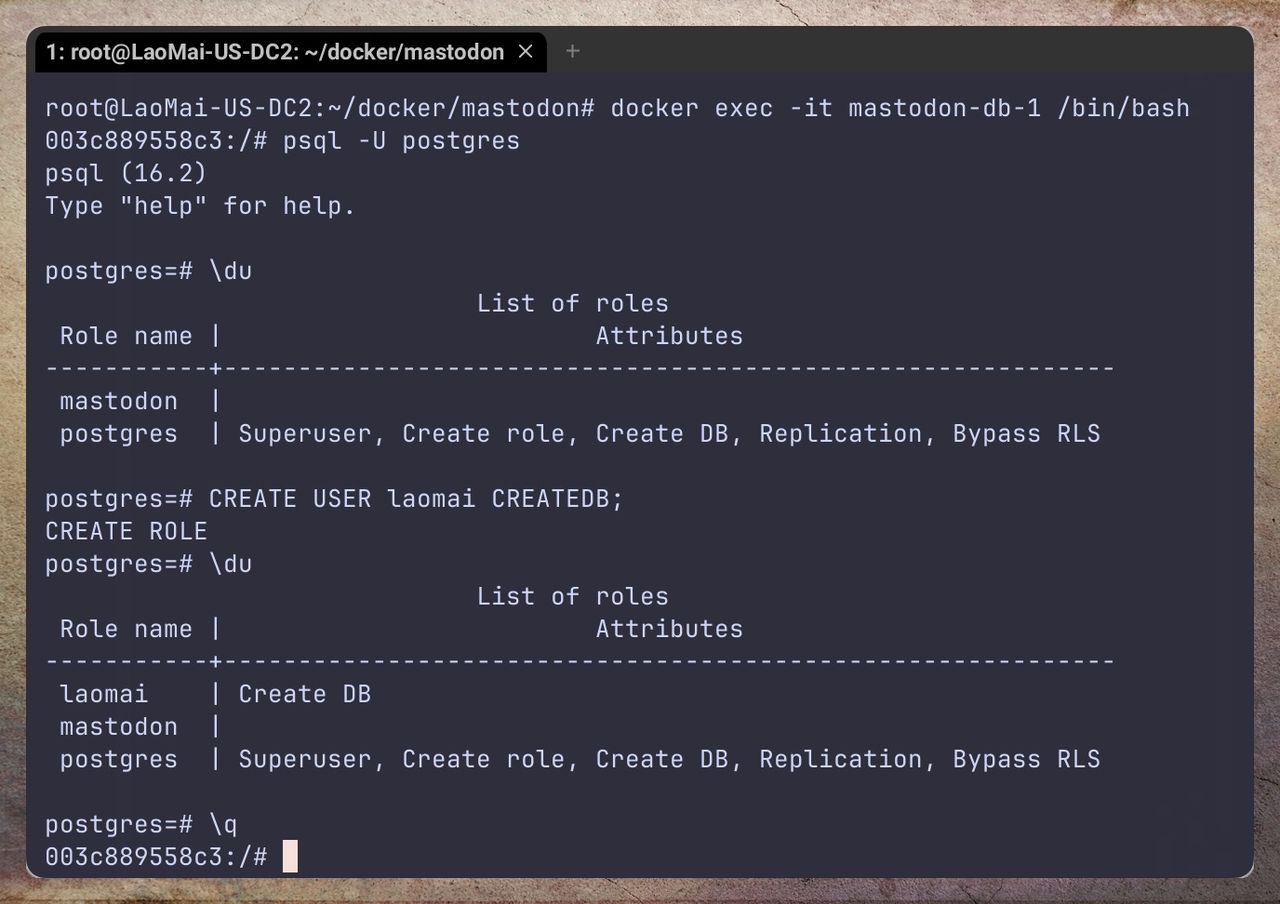 1: root@LaoMai-US-DC2: ~/docker/mastodon × +
root@LaoMai-US-DC2:~/docker/mastodon# docker exec -it mastodon-db-1 /bin/bash
003c889558c3:/# psql -U postgres
psql (16.2)
Type "help" for help.

postgres=# \du
                             List of roles
 Role name |                         Attributes
-----------+------------------------------------------------------------
 mastodon  |
 postgres  | Superuser, Create role, Create DB, Replication, Bypass RLS

postgres=# CREATE USER laomai CREATEDB;
CREATE ROLE
postgres=# \du
                             List of roles
 Role name |                         Attributes
-----------+------------------------------------------------------------
 laomai    | Create DB
 mastodon  |
 postgres  | Superuser, Create role, Create DB, Replication, Bypass RLS

postgres=# \q
003c889558c3:/#